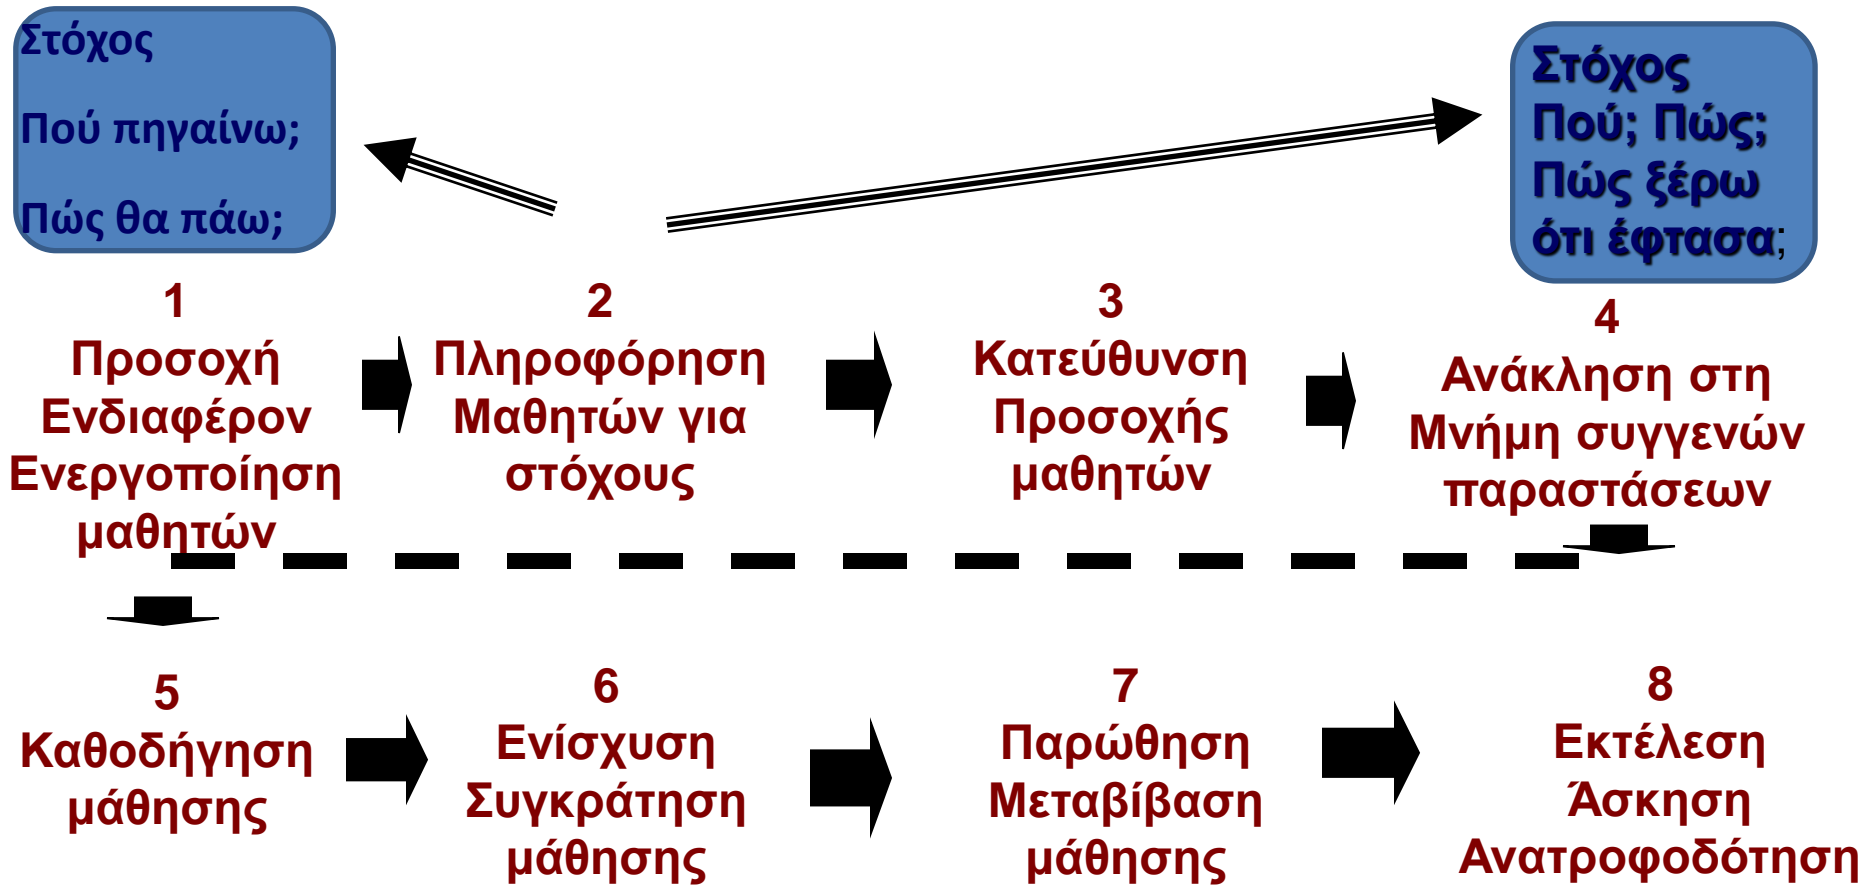 Στόχος
Πού πηγαίνω;
Πώς θα πάω;
Στόχος
Πού; Πώς;
Πώς ξέρω
ότι έφτασα;
1
Προσοχή
Ενδιαφέρον
Ενεργοποίηση
μαθητών
2
Πληροφόρηση
Μαθητών για
στόχους
3
Κατεύθυνση
Προσοχής
μαθητών
4
Ανάκληση στη
Μνήμη συγγενών
παραστάσεων
5
Καθοδήγηση
μάθησης
6
Ενίσχυση
Συγκράτηση
μάθησης
7
Παρώθηση
Μεταβίβαση
μάθησης
8
Εκτέλεση
Άσκηση
Ανατροφοδότηση